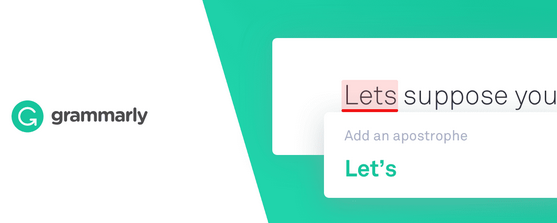 grammarly
Lets suppose you
Add an apostrophe
Let’s